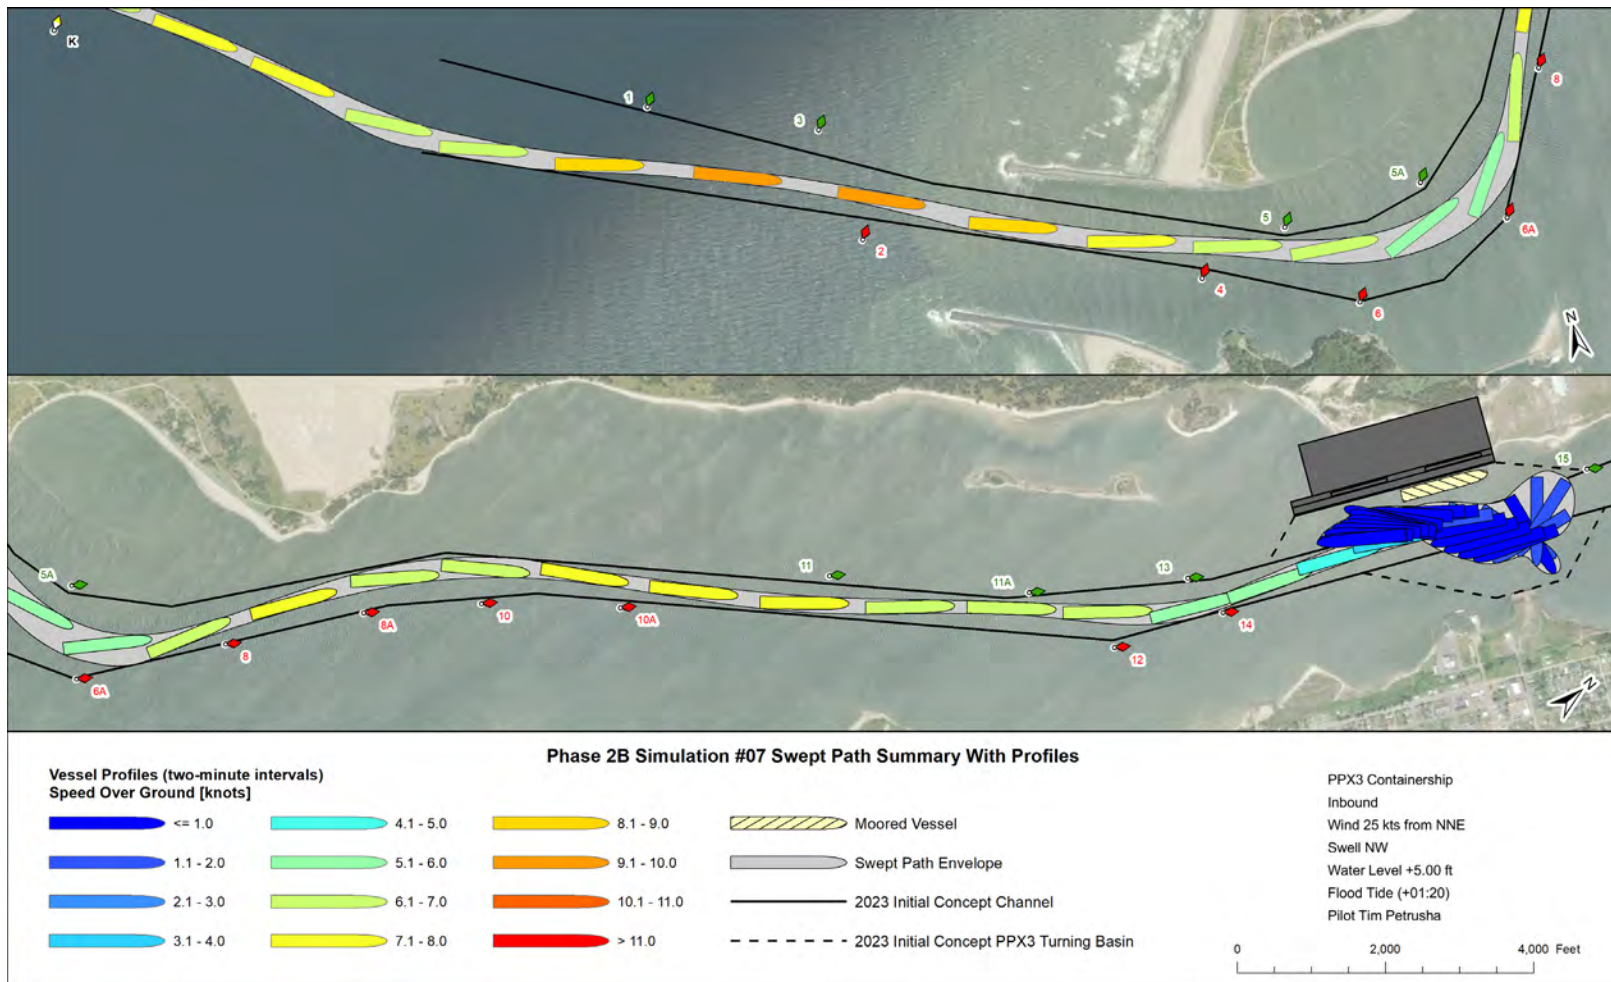 K
1
3
2
5
4
5A
6
6A
8
N
5A
6A
8
8A
10
10A
11
11A
12
13
14
15
N
Phase 2B Simulation #07 Swept Path Summary With Profiles
Vessel Profiles (two-minute intervals)
Speed Over Ground [knots]
<= 1.0
1.1 - 2.0
2.1 - 3.0
3.1 - 4.0
4.1 - 5.0
5.1 - 6.0
6.1 - 7.0
7.1 - 8.0
8.1 - 9.0
9.1 - 10.0
10.1 - 11.0
> 11.0
Moored Vessel
Swept Path Envelope
2023 Initial Concept Channel
2023 Initial Concept PPX3 Turning Basin
PPX3 Containership
Inbound
Wind 25 kts from NNE
Swell NW
Water Level +5.00 ft
Flood Tide (+01:20)
Pilot Tim Petrusha
0 2,000 4,000 Feet